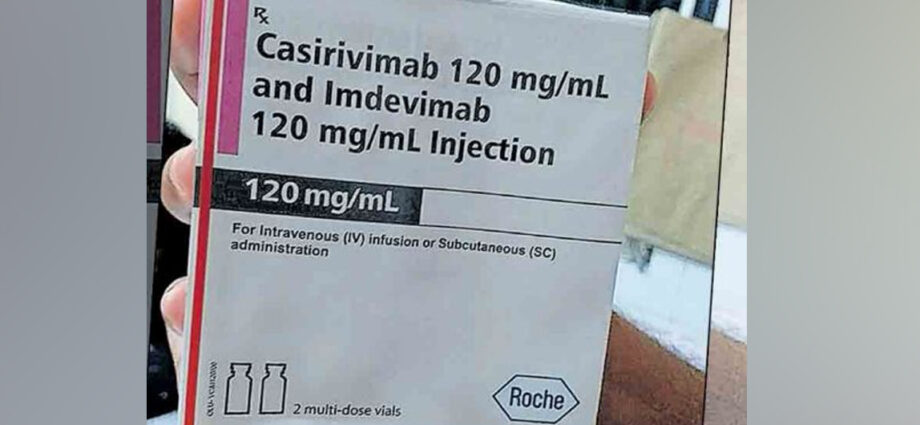 Rx
Casirivimab 120 mg/mL
and Imdevimab
120 mg/mL Injection
120 mg/mL
For Intravenous (IV) infusion or Subcutaneous (SC)
administration
2 multi-dose vials
Roche